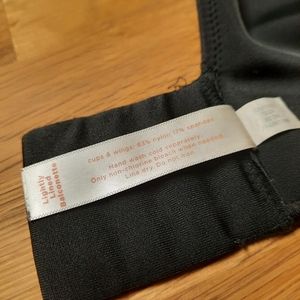 Lightly
Lined
Balconette
cups & wings: 83% nylon 17% spandex
Hand wash cold separately.
Only non-chlorine bleach when needed.
Line dry. Do not iron.